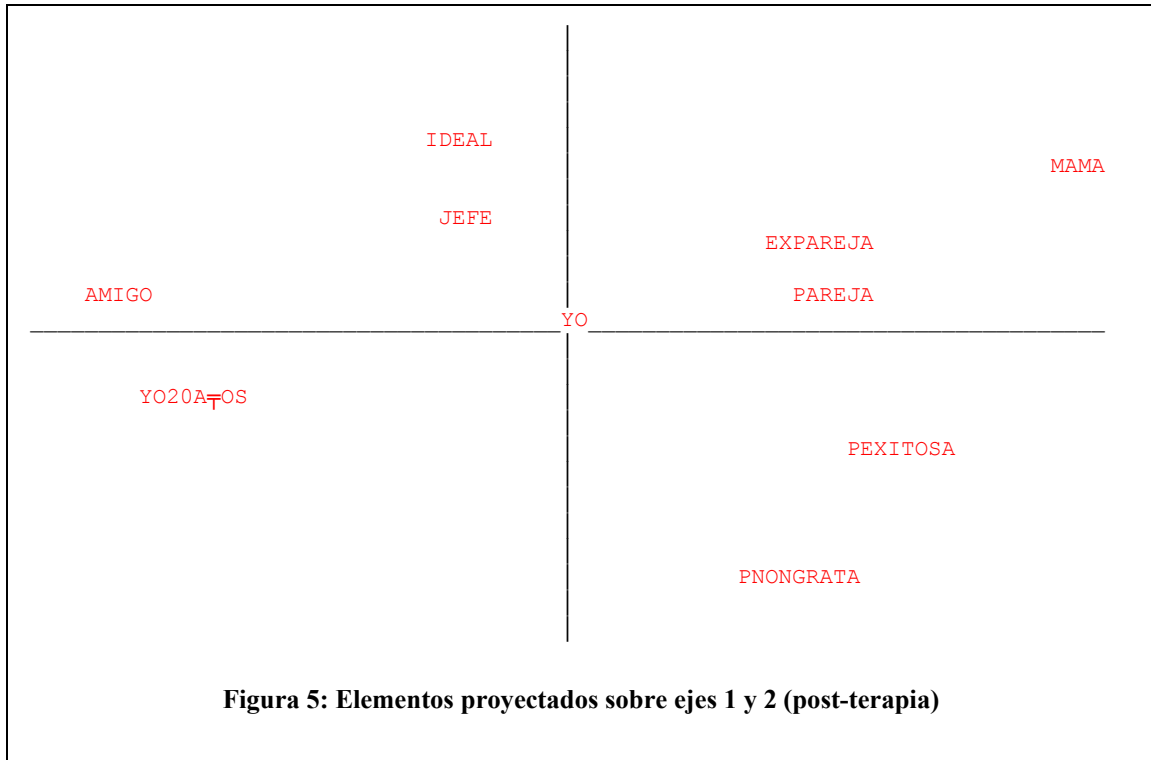 IDEAL
MAMA
JEFE
EXPAREJA
AMIGO
PAREJA
YO
YO20A╤OS
PEXITOSA
PNONGRATA
Figura 5: Elementos proyectados sobre ejes 1 y 2 (post-terapia)